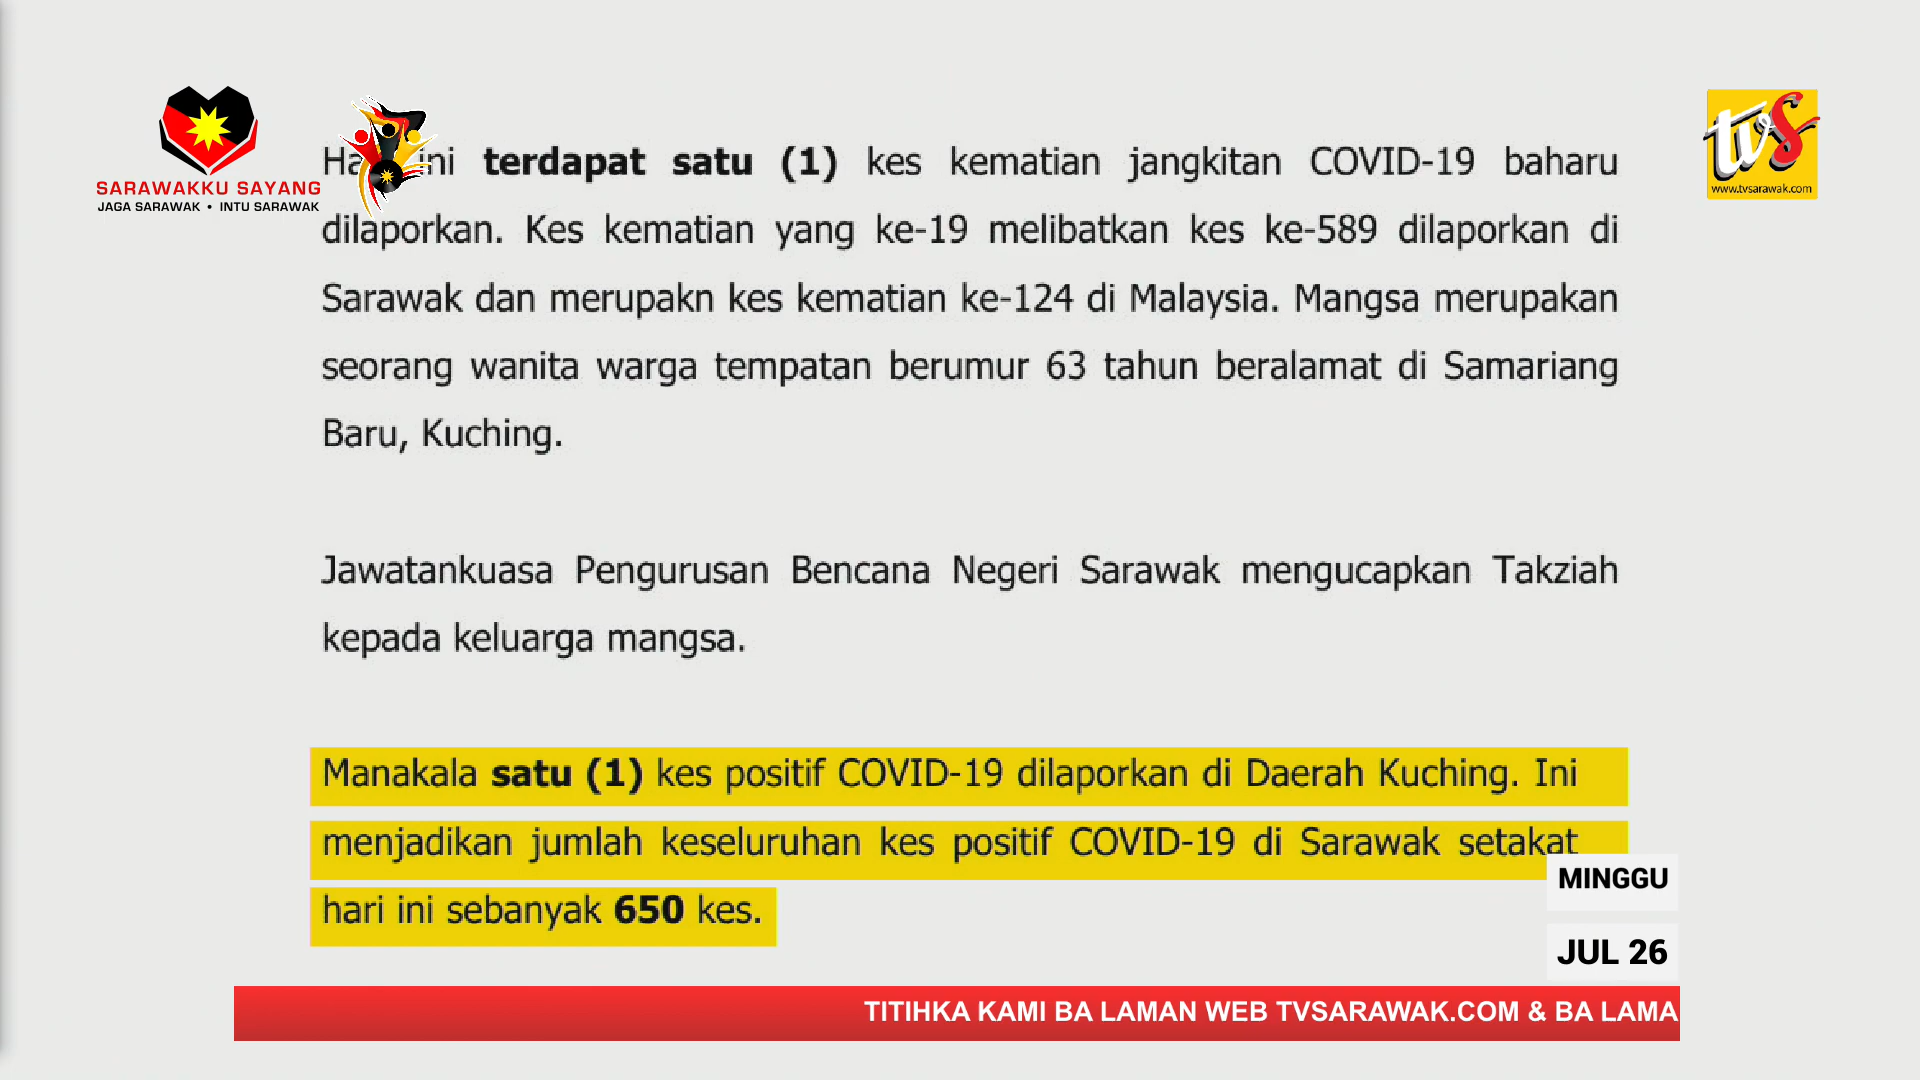 SARAWAKKU SAYANG
JAGA SARAWAK • INTU SARAWAK
tvS
www.tvsarawak.com
ini terdapat satu (1) kes kematian jangkitan COVID-19 baharu
dilaporkan. Kes kematian yang ke-19 melibatkan kes ke-589 dilaporkan di
Sarawak dan merupakn kes kematian ke-124 di Malaysia. Mangsa merupakan
seorang wanita warga tempatan berumur 63 tahun beralamat di Samariang
Baru, Kuching.
Jawatankuasa Pengurusan Bencana Negeri Sarawak mengucapkan Takziah
kepada keluarga mangsa.
Manakala satu (1) kes positif COVID-19 dilaporkan di Daerah Kuching. Ini
menjadikan jumlah keseluruhan kes positif COVID-19 di Sarawak setakat
hari ini sebanyak 650 kes.
MINGGU
JUL 26
TITIHKA KAMI BA LAMAN WEB TVSARAWAK.COM & BA LAMA